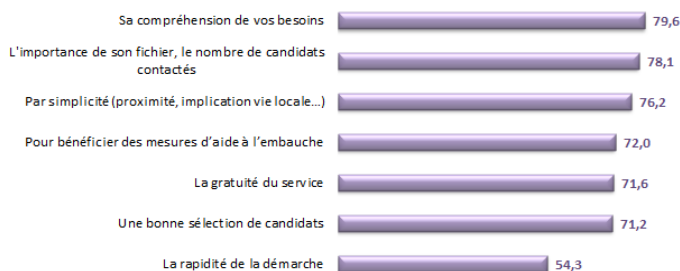 Sa compréhension de vos besoins 79,6
L'importance de son fichier, le nombre de candidats
contactés 78,1
Par simplicité (proximité, implication vie locale...) 76,2
Pour bénéficier des mesures d'aide à l'embauche 72,0
La gratuité du service 71,6
Une bonne sélection de candidats 71,2
La rapidité de la démarche 54,3